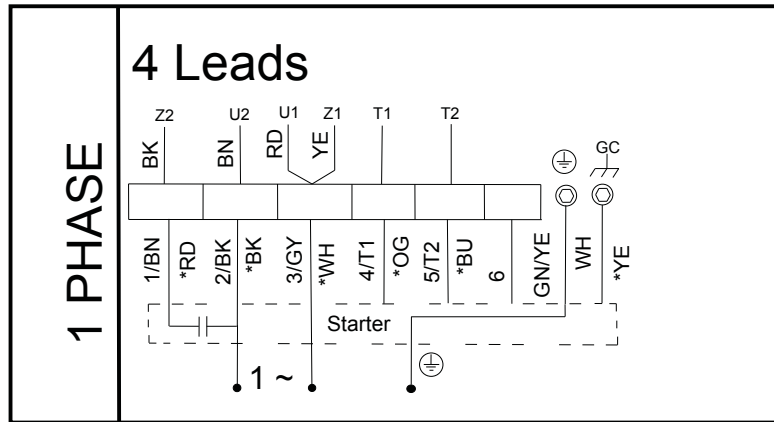 1 PHASE
4 Leads
Z2
U2
U1
Z1
T1
T2
GC
BK
BN
RD
YE
1/BN
*RD
2/BK
*BK
3/GY
*WH
4/T1
*OG
5/T2
*BU
6
GN/YE
WH
*YE
Starter
1 ~